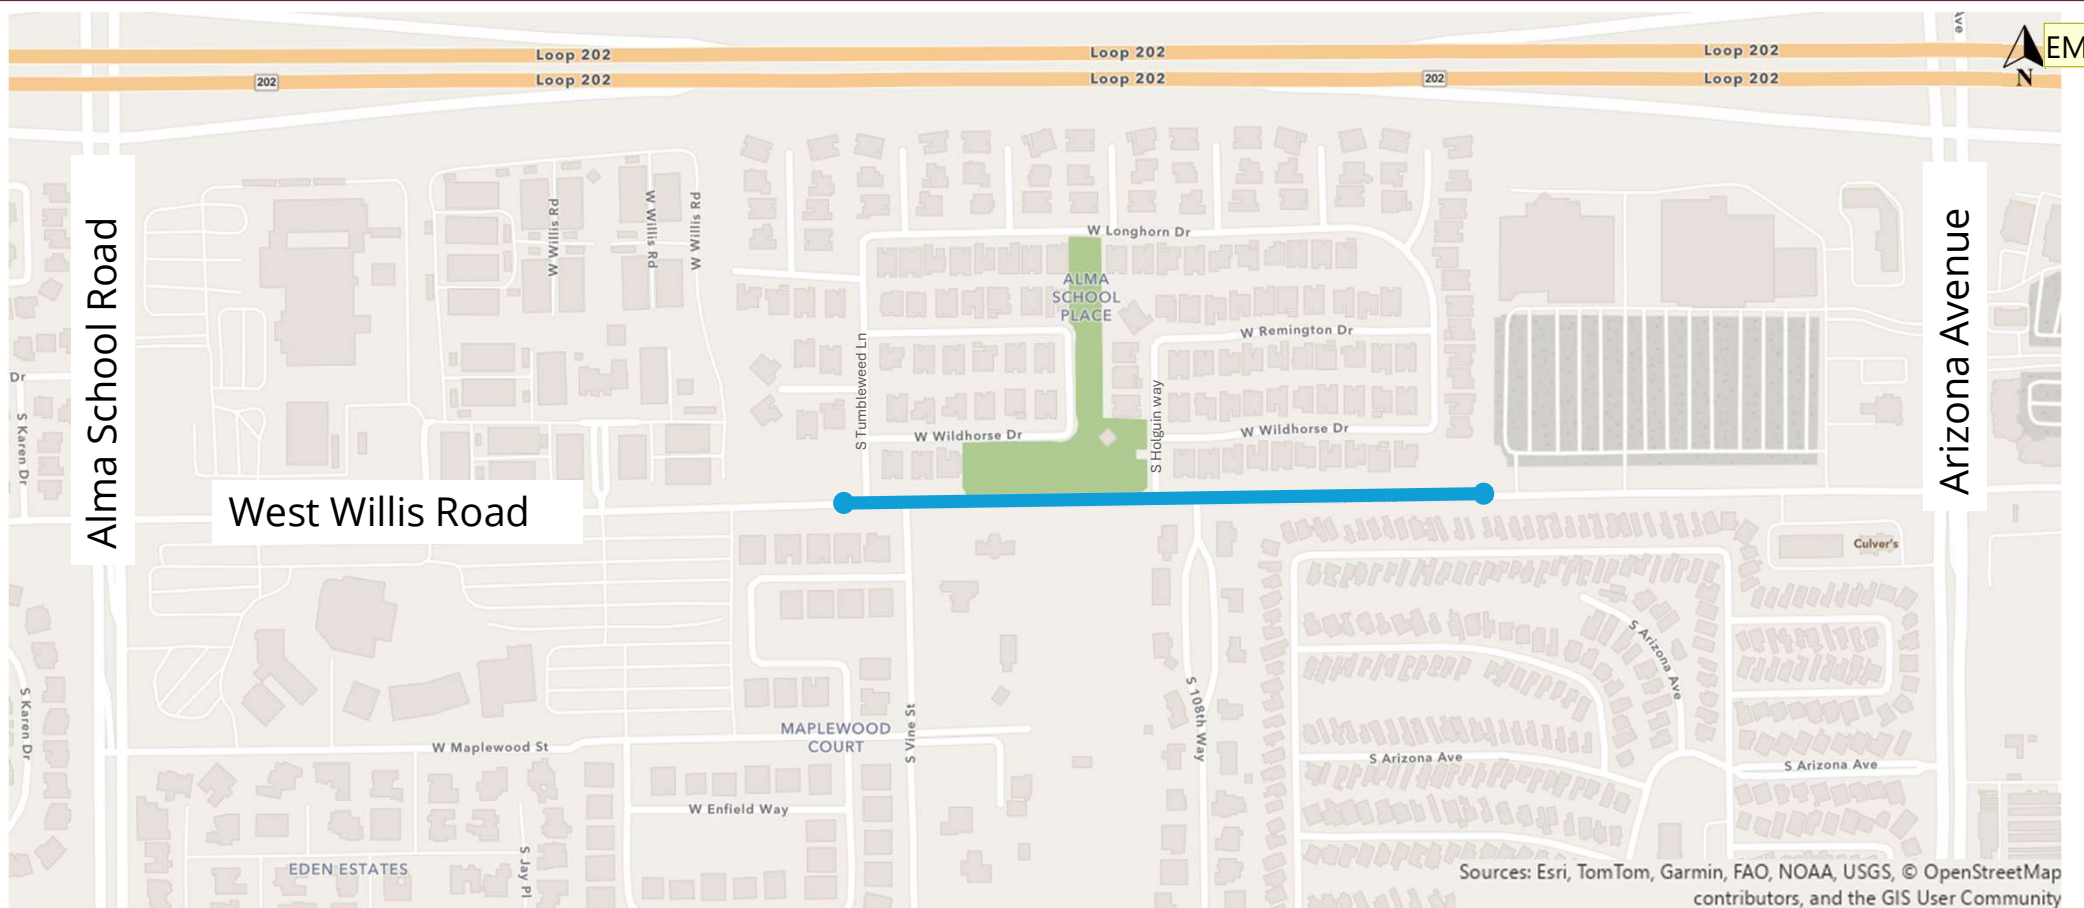 Ave
Loop 202
Loop 202
Loop 202
EM
N
202
Loop 202
Loop 202
202
Loop 202
W Willis Rd
W Willis Rd
W Willis Rd
W Longhorn Dr
ALMA
SCHOOL
PLACE
Alma School Road
Arizona Avenue
W Remington Dr
Dr
S Tumbleweed Ln
S Holguin way
S Karen Dr
W Wildhorse Dr
W Wildhorse Dr
West Willis Road
Culver's
S Arizona Ave
S Karen Dr
S 108th Way
S Vine St
MAPLEWOOD
COURT
W Maplewood St
S Arizona Ave
S Arizona Ave
W Enfield Way
S Jay Pl
EDEN ESTATES
Sources: Esri, TomTom, Garmin, FAO, NOAA, USGS, © OpenStreetMap
contributors, and the GIS User Community